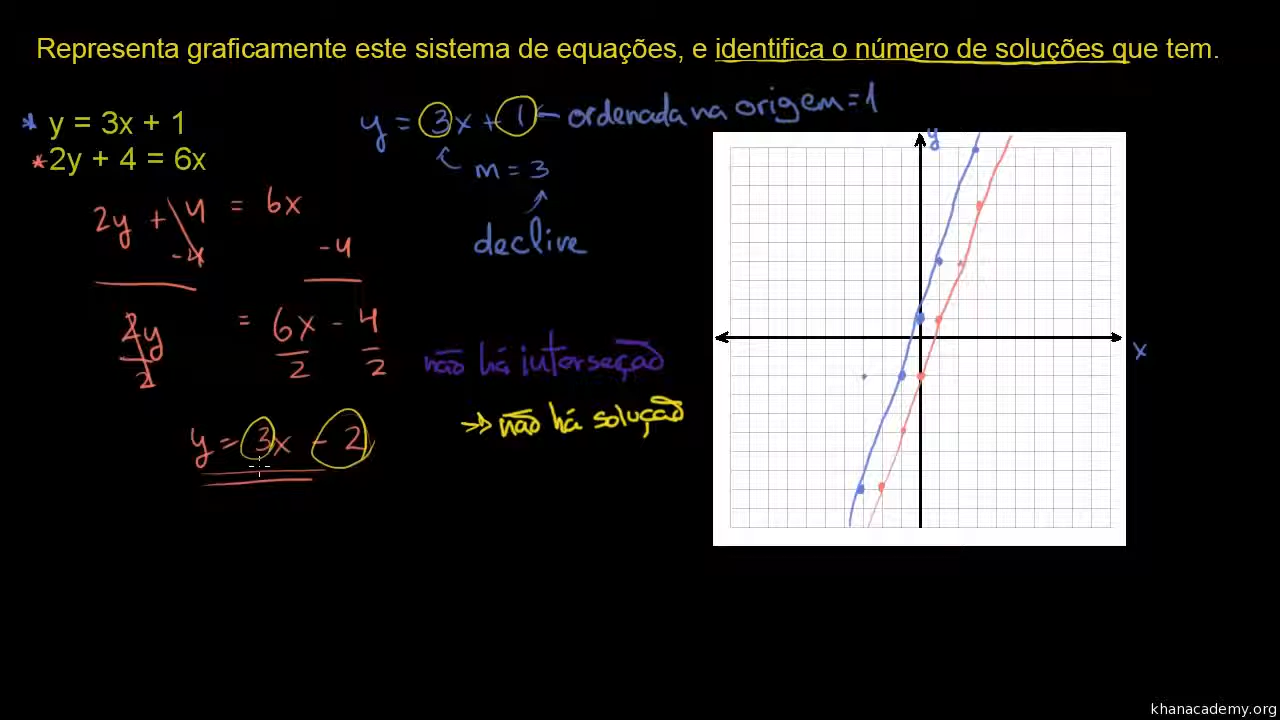 Representa graficamente este sistema de equações, e identifica o número de soluções que tem.
* y = 3x + 1
* 2y + 4 = 6x
y = 3x + 1 ordenada na origem = 1
m = 3
declive
2y + 4 = 6x
-4 -4
2y/2 = 6x/2 - 4/2
y = 3x - 2
não há interseção
→ não há solução
y
x
khanacademy.org